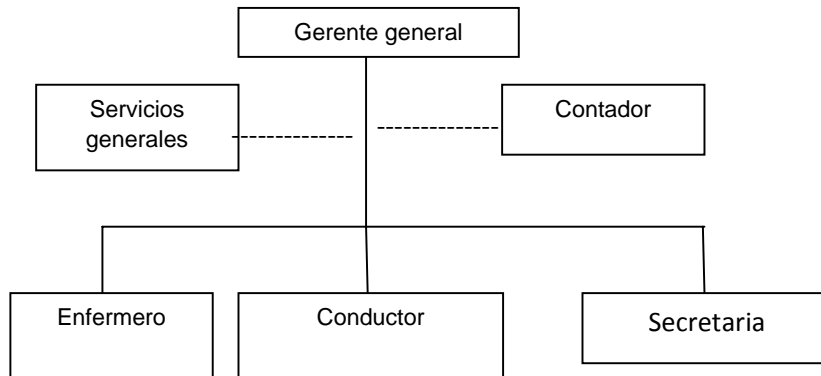 Gerente general
Servicios
generales
Contador
Enfermero
Conductor
Secretaria